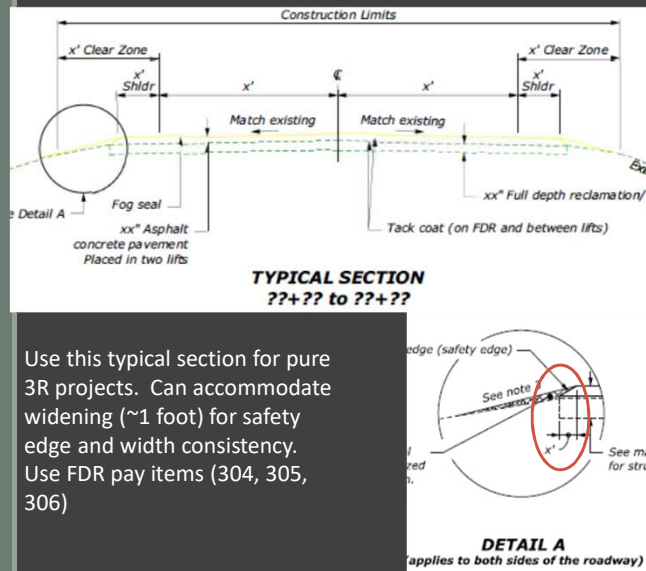 Construction Limits
x' Clear Zone
x' Clear Zone
x'
Shldr
x'
℄
x'
x'
Shldr
Match existing
Match existing
Detail A
Fog seal
xx" Full depth reclamation/
xx" Asphalt
concrete pavement
Placed in two lifts
Tack coat (on FDR and between lifts)
TYPICAL SECTION
??+?? to ??+??
Use this typical section for pure
3R projects. Can accommodate
widening (~1 foot) for safety
edge and width consistency.
Use FDR pay items (304, 305,
306)
edge (safety edge)
See note
x'
See
for
DETAIL A
(applies to both sides of the roadway)